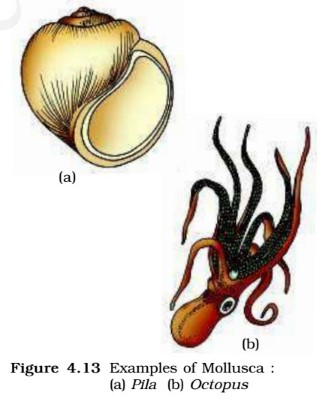 (a)
(b)
Figure 4.13 Examples of Mollusca :
(a) Pila (b) Octopus